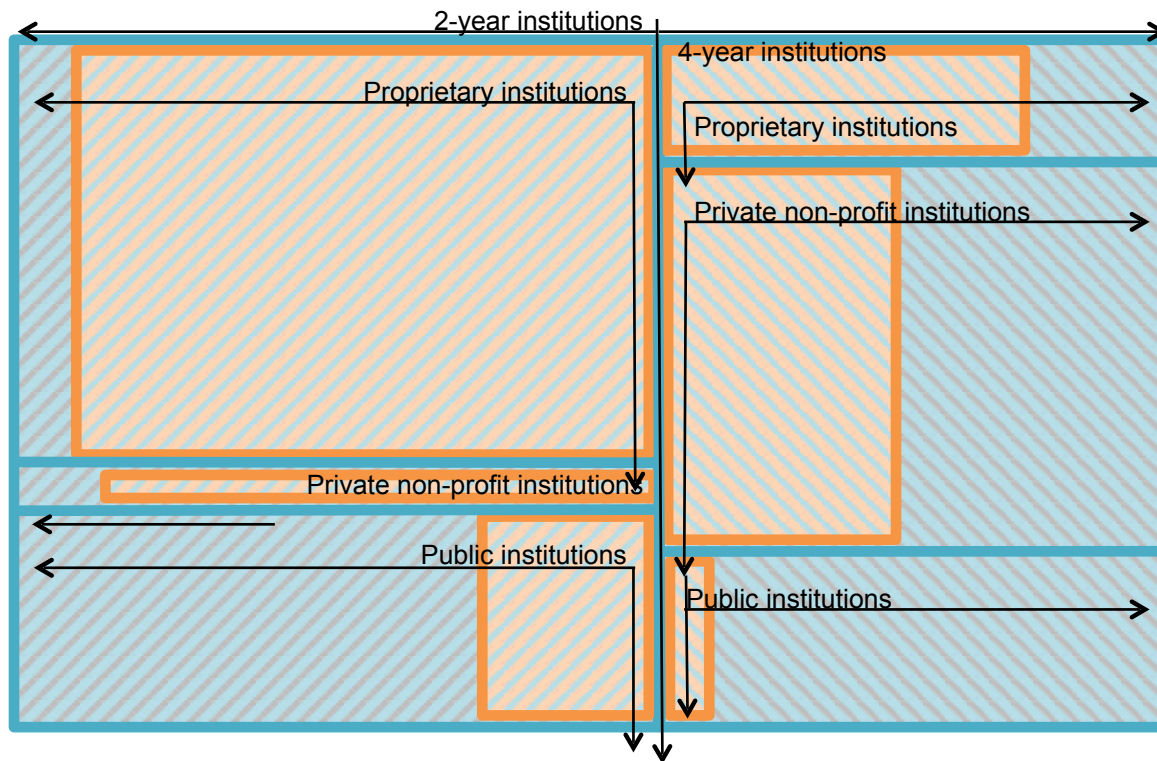 2-year institutions
4-year institutions
Proprietary institutions
Proprietary institutions
Private non-profit institutions
Private non-profit institutions
Public institutions
Public institutions